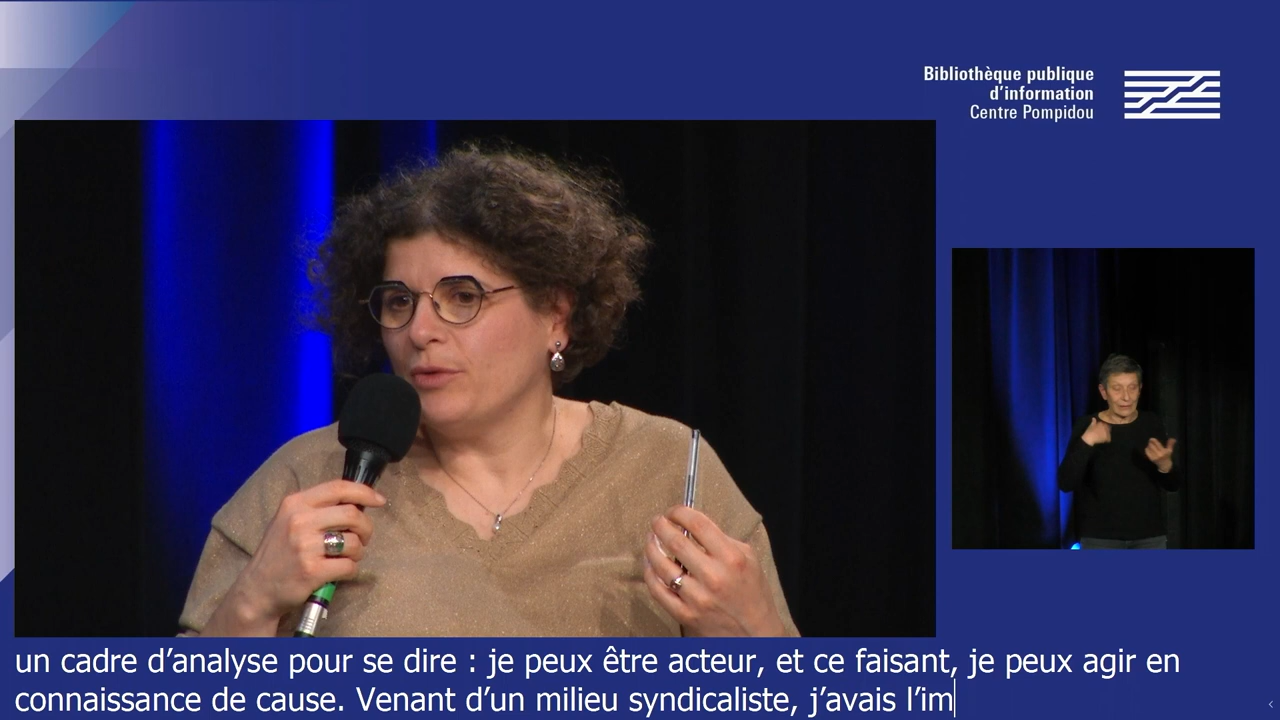 Bibliothèque publique
d’information
Centre Pompidou
un cadre d’analyse pour se dire : je peux être acteur, et ce faisant, je peux agir en
connaissance de cause. Venant d’un milieu syndicaliste, j’avais l’im